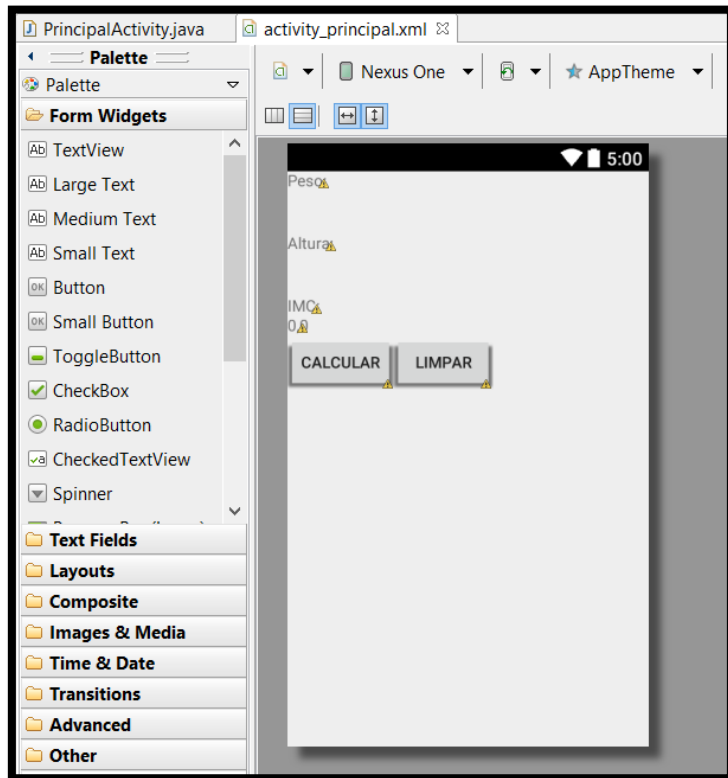 PrincipalActivity.java
activity_principal.xml
Palette
Palette
Form Widgets
TextView
Large Text
Medium Text
Small Text
Button
Small Button
ToggleButton
CheckBox
RadioButton
CheckedTextView
Spinner
Text Fields
Layouts
Composite
Images & Media
Time & Date
Transitions
Advanced
Other
Nexus One
AppTheme
5:00
Peso
Altura
IMC
0.0
CALCULAR LIMPAR